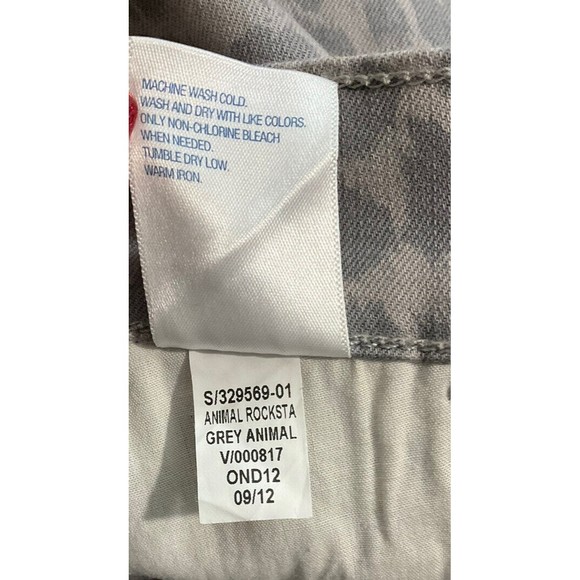 MACHINE WASH COLD.
WASH AND DRY WITH LIKE COLORS.
ONLY NON-CHLORINE BLEACH
WHEN NEEDED.
TUMBLE DRY LOW.
WARM IRON.
S/329569-01
ANIMAL ROCKSTA
GREY ANIMAL
V/000817
OND12
09/12